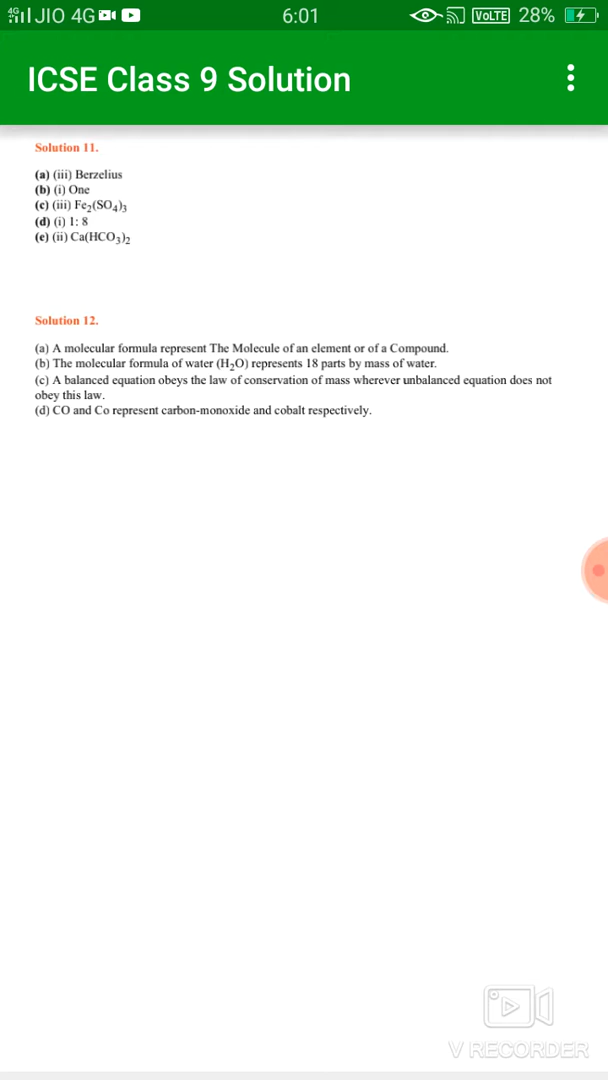 4G JIO 4G 6:01 VoLTE 28%
ICSE Class 9 Solution
Solution 11.
(a) (iii) Berzelius
(b) (i) One
(c) (iii) Fe₂(SO₄)₃
(d) (i) 1: 8
(e) (ii) Ca(HCO₃)₂
Solution 12.
(a) A molecular formula represent The Molecule of an element or of a Compound.
(b) The molecular formula of water (H₂O) represents 18 parts by mass of water.
(c) A balanced equation obeys the law of conservation of mass wherever unbalanced equation does not
obey this law.
(d) CO and Co represent carbon-monoxide and cobalt respectively.
V RECORDER